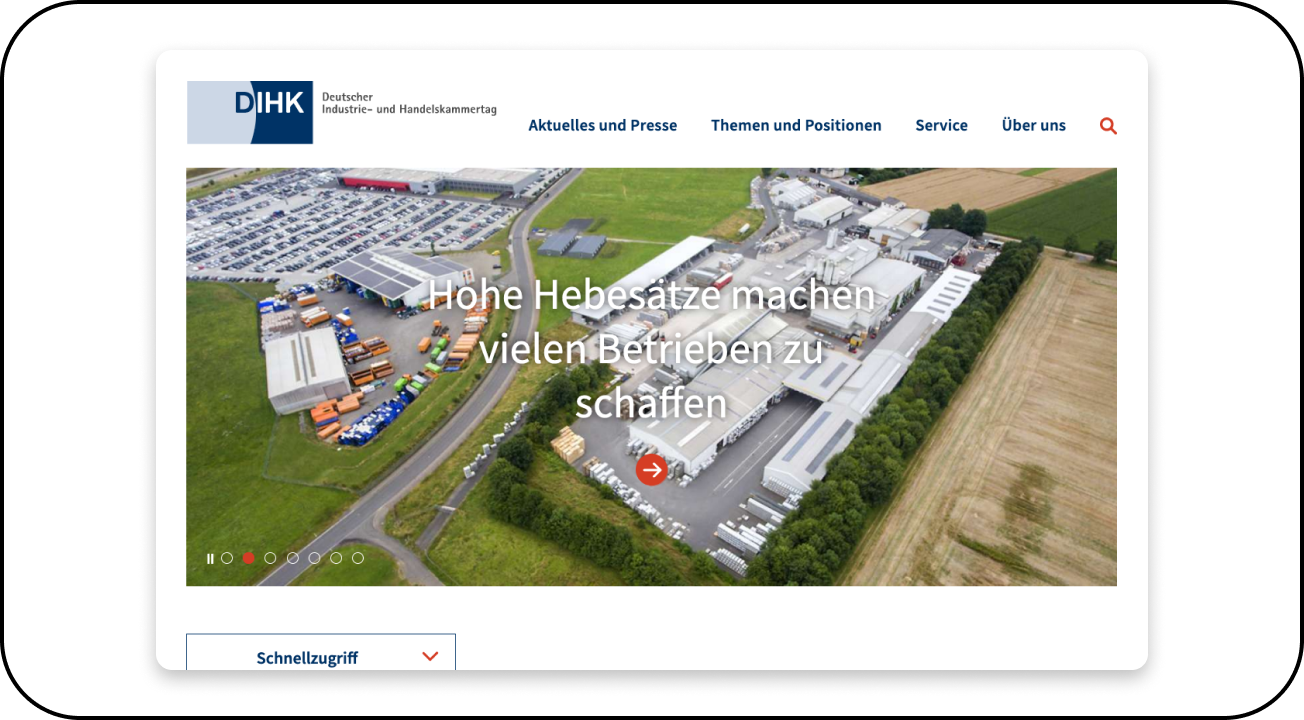 DIHK
Deutscher
Industrie- und Handelskammertag
Aktuelles und Presse
Themen und Positionen
Service
Über uns
Hohe Hebesätze machen
vielen Betrieben zu
schaffen
Schnellzugriff